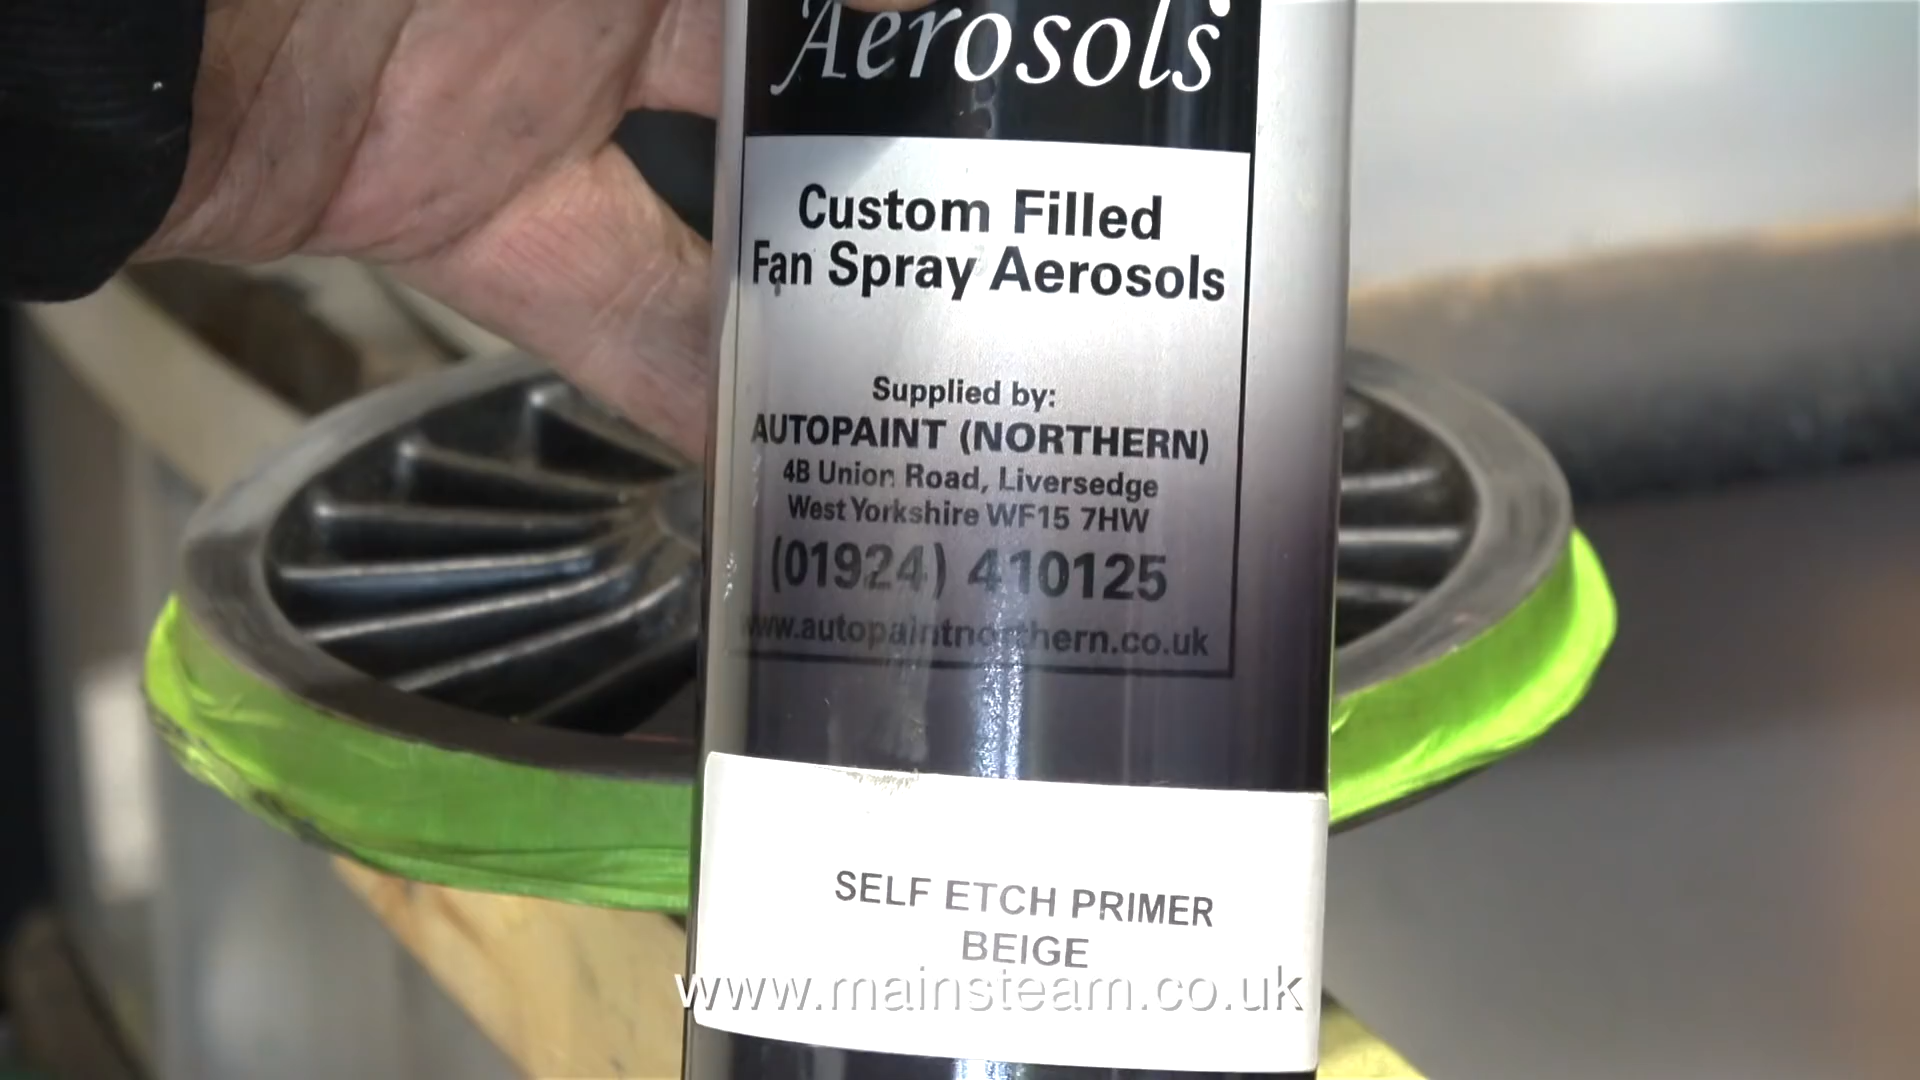 Aerosols
Custom Filled
Fan Spray Aerosols
Supplied by:
AUTOPAINT (NORTHERN)
4B Union Road, Liversedge
West Yorkshire WF15 7HW
(01924) 410125
www.autopaintnorthern.co.uk
SELF ETCH PRIMER
BEIGE
www.mainsteam.co.uk